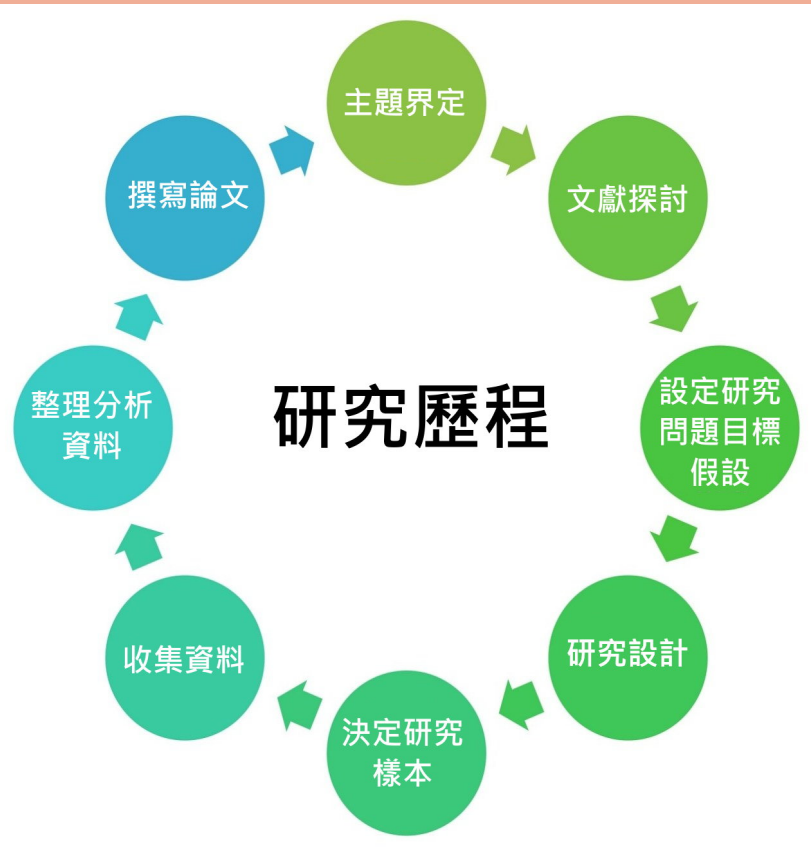 研究歷程
主題界定
文獻探討
設定研究
問題目標
假設
研究設計
決定研究
樣本
收集資料
整理分析
資料
撰寫論文